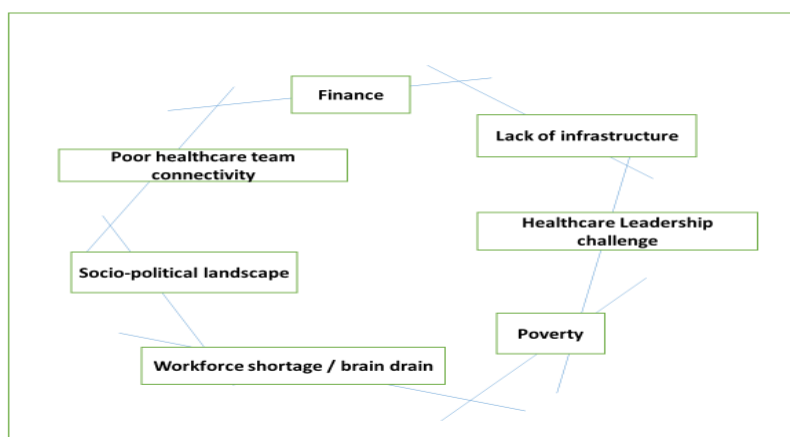 Finance
Lack of infrastructure
Poor healthcare team
connectivity
Healthcare Leadership
challenge
Socio-political landscape
Poverty
Workforce shortage / brain drain